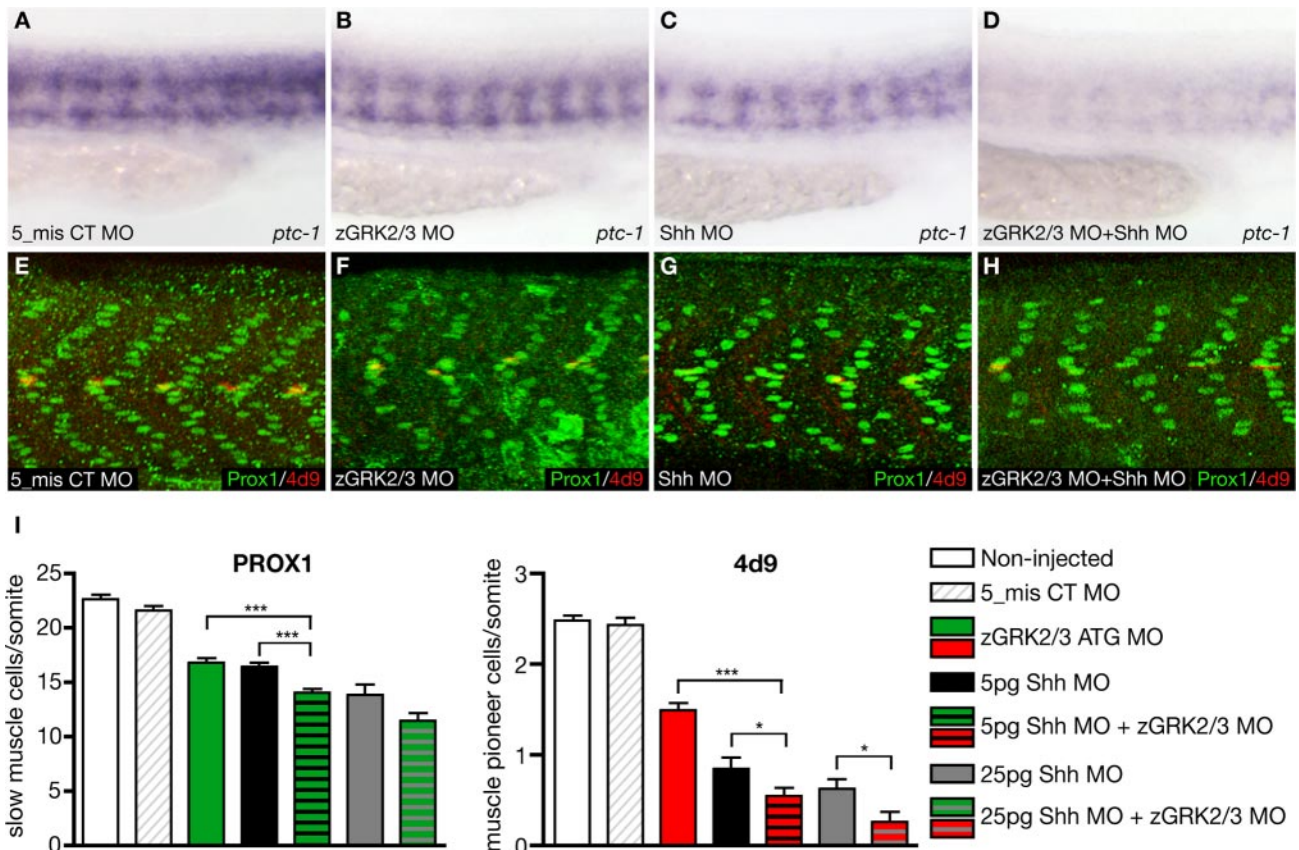 A
5_mis CT MO
ptc-1
B
zGRK2/3 MO
ptc-1
C
Shh MO
ptc-1
D
zGRK2/3 MO+Shh MO
ptc-1
E
5_mis CT MO
Prox1/4d9
F
zGRK2/3 MO
Prox1/4d9
G
Shh MO
Prox1/4d9
H
zGRK2/3 MO+Shh MO
Prox1/4d9
I
PROX1
slow muscle cells/somite
25
20
15
10
5
0
***
***
4d9
muscle pioneer cells/somite
3
2
1
0
***
*
*
Non-injected
5_mis CT MO
zGRK2/3 ATG MO
5pg Shh MO
5pg Shh MO + zGRK2/3 MO
25pg Shh MO
25pg Shh MO + zGRK2/3 MO